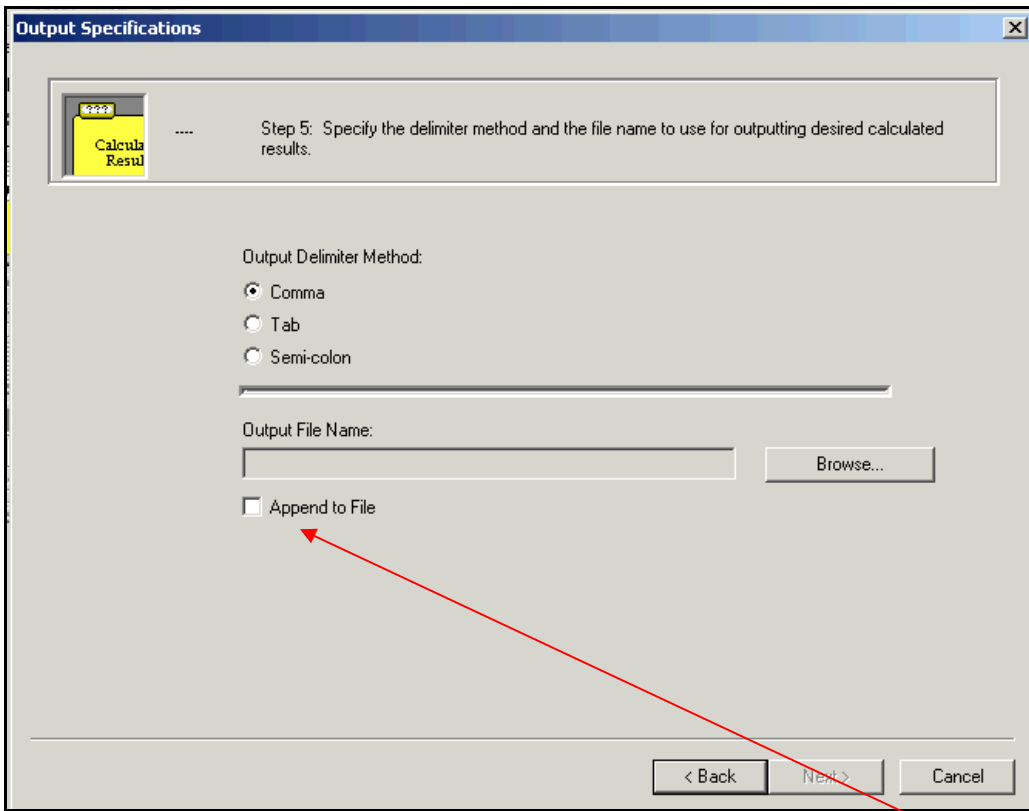 Output Specifications
???
Calcula
Resul
----
Step 5: Specify the delimiter method and the file name to use for outputting desired calculated
results.
Output Delimiter Method:
Comma
Tab
Semi-colon
Output File Name:
Browse...
Append to File
< Back
Next >
Cancel